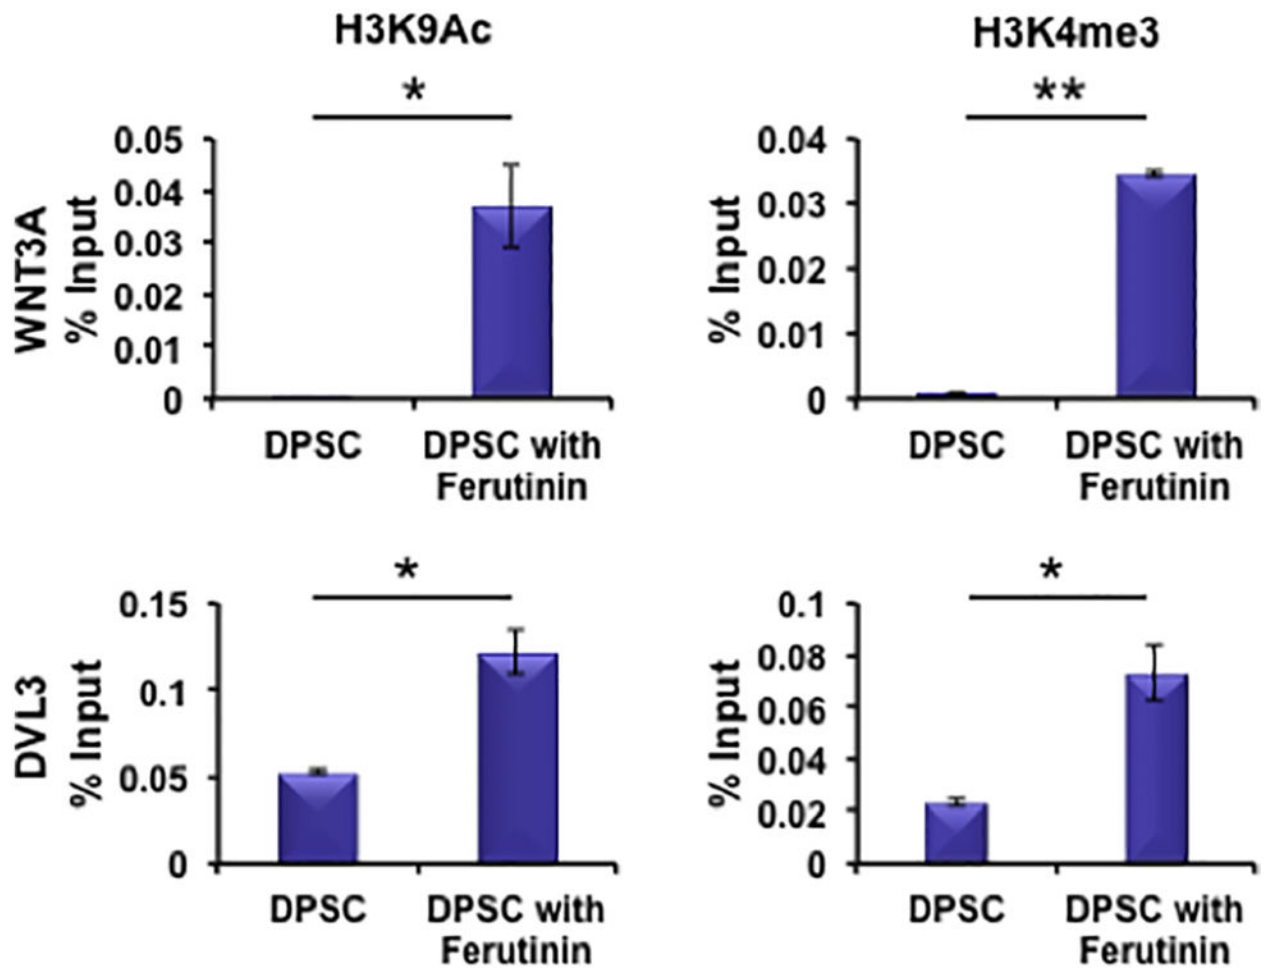 H3K9Ac
H3K4me3
*
**
WNT3A
% Input
0.05
0.04
0.03
0.02
0.01
0
DPSC
DPSC with
Ferutinin
% Input
0.04
0.03
0.02
0.01
0
DPSC
DPSC with
Ferutinin
*
*
DVL3
% Input
0.15
0.1
0.05
0
DPSC
DPSC with
Ferutinin
% Input
0.1
0.08
0.06
0.04
0.02
0
DPSC
DPSC with
Ferutinin